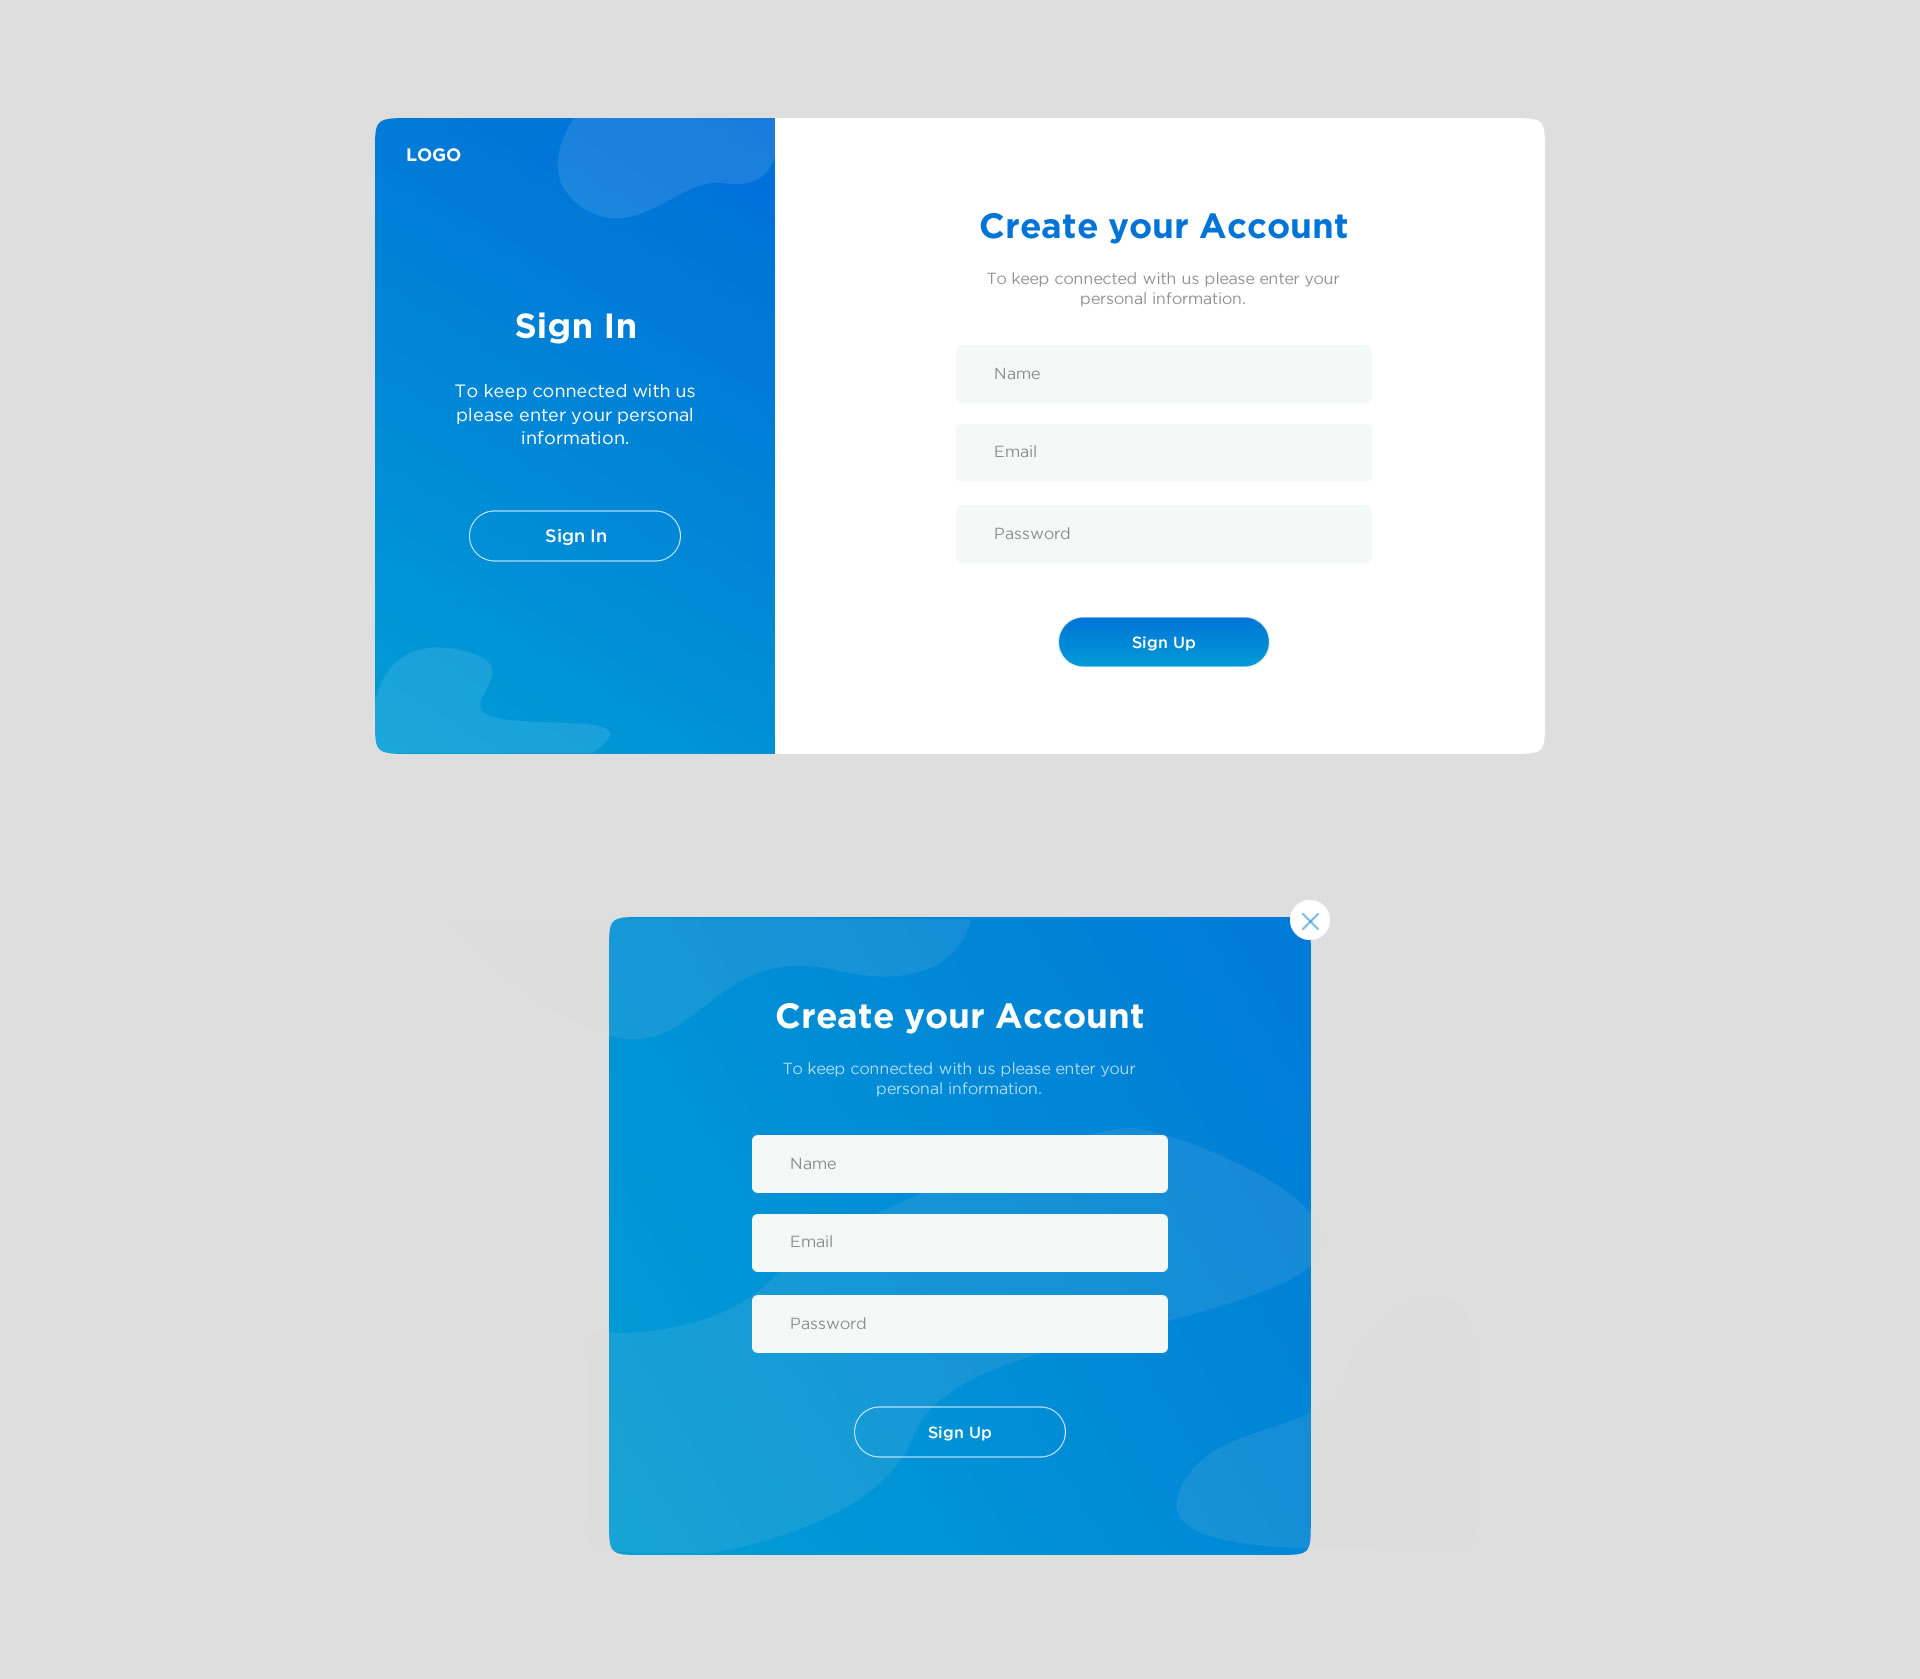 LOGO
Sign In
To keep connected with us
please enter your personal
information.
Sign In
Create your Account
To keep connected with us please enter your
personal information.
Name
Email
Password
Sign Up
Create your Account
To keep connected with us please enter your
personal information.
Name
Email
Password
Sign Up